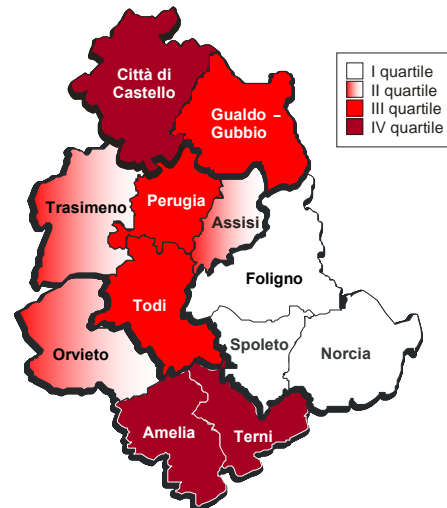 Città di
Castello
Gualdo –
Gubbio
I quartile
II quartile
III quartile
IV quartile
Trasimeno
Perugia
Assisi
Foligno
Todi
Orvieto
Spoleto
Norcia
Amelia
Terni